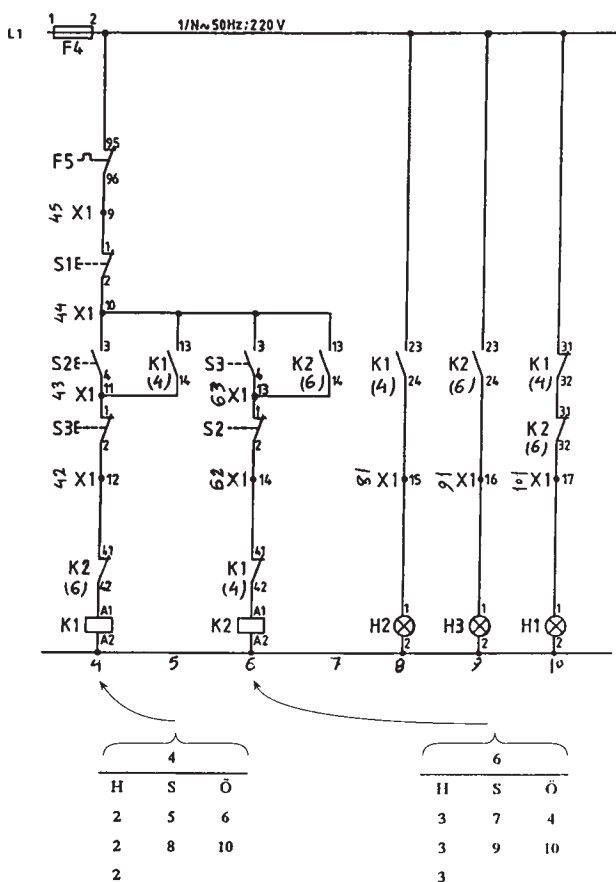 1 2 1/N~50Hz;220V
L1
F4
95
F5
96
45 X1 9
1
S1E
2
44 X1 10
3 13 3 13 23 23 31
S2E K1 S3 K2 K1 K2 K1
4 (4) 14 4 (6) 14 (4) 24 (6) 24 (4) 32
43 X1 11 63 X1 13
1 1 31
S3E S2 K2
2 2 (6) 32
42 X1 12 62 X1 14 81 X1 15 91 X1 16 101 X1 17
41 41
K2 K1
(6) 42 (4) 42
A1 A1 1 1 1
K1 K2 H2 H3 H1
A2 A2 2 2 2
4 5 6 7 8 9 10
4 6
H S Ö H S Ö
2 5 6 3 7 4
2 8 10 3 9 10
2 3